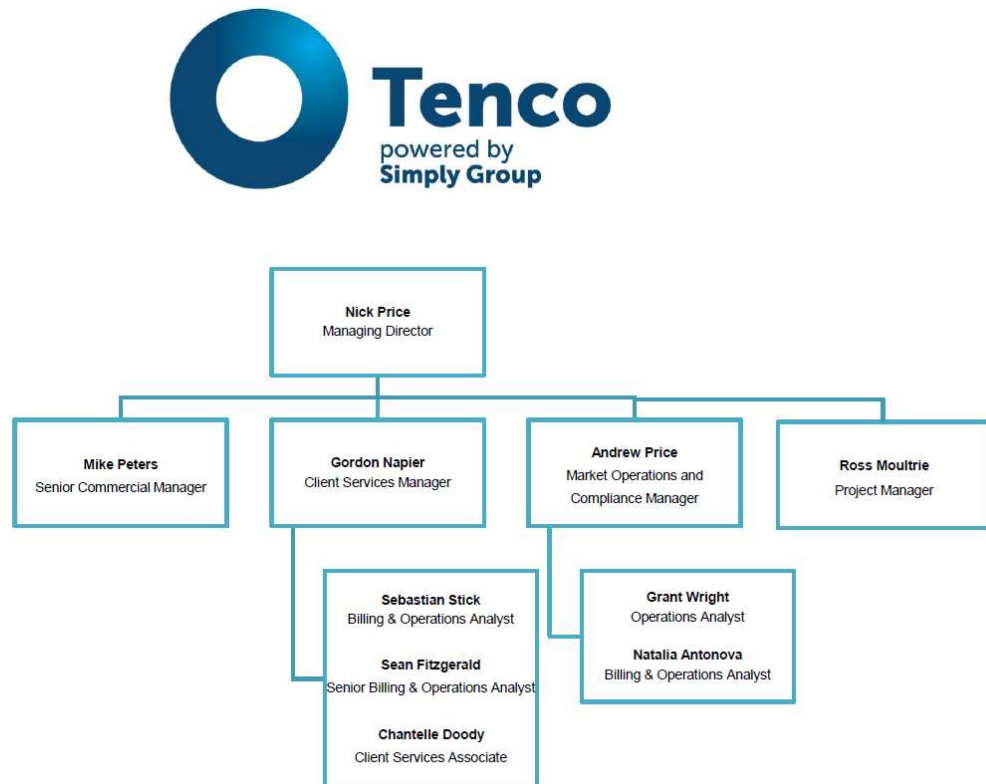 Tenco
powered by
Simply Group
Nick Price
Managing Director
Mike Peters
Senior Commercial Manager
Gordon Napier
Client Services Manager
Andrew Price
Market Operations and
Compliance Manager
Ross Moultrie
Project Manager
Sebastian Stick
Billing & Operations Analyst
Sean Fitzgerald
Senior Billing & Operations Analyst
Chantelle Doody
Client Services Associate
Grant Wright
Operations Analyst
Natalia Antonova
Billing & Operations Analyst